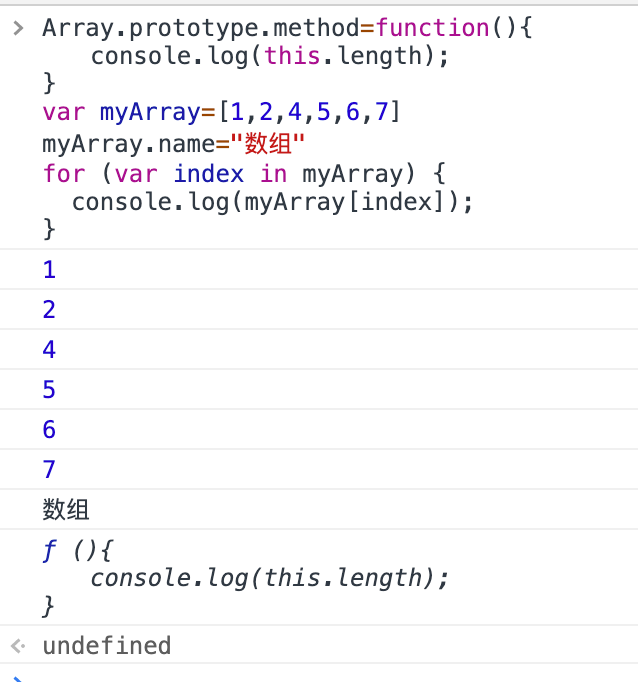 Array.prototype.method=function(){
console.log(this.length);
}
var myArray=[1,2,4,5,6,7]
myArray.name="数组"
for (var index in myArray) {
console.log(myArray[index]);
}
1
2
4
5
6
7
数组
ƒ (){
console.log(this.length);
}
undefined